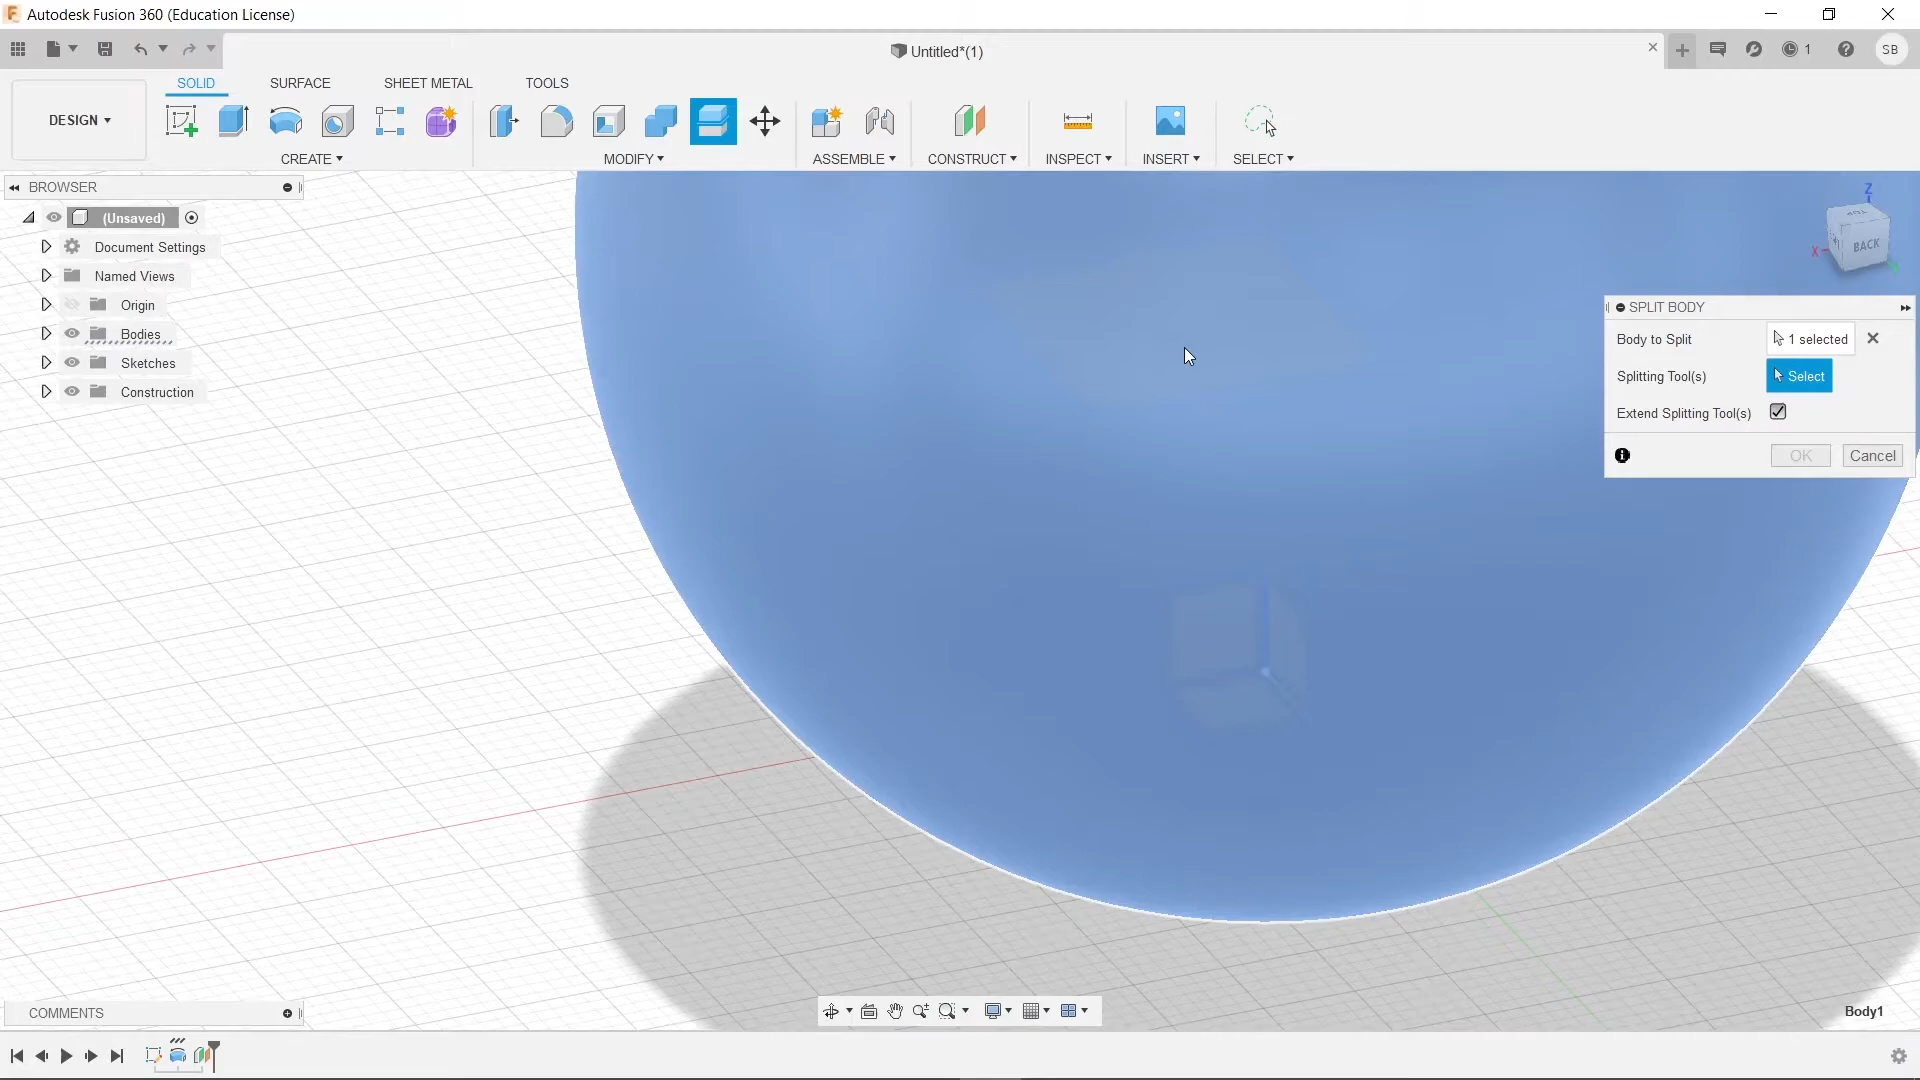 Autodesk Fusion 360 (Education License)
Untitled*(1)
1
SB
DESIGN
SOLID
SURFACE
SHEET METAL
TOOLS
CREATE
MODIFY
ASSEMBLE
CONSTRUCT
INSPECT
INSERT
SELECT
BROWSER
(Unsaved)
Document Settings
Named Views
Origin
Bodies
Sketches
Construction
Z
TOP
BACK
X
SPLIT BODY
Body to Split
1 selected
Splitting Tool(s)
Select
Extend Splitting Tool(s)
OK
Cancel
COMMENTS
Body1